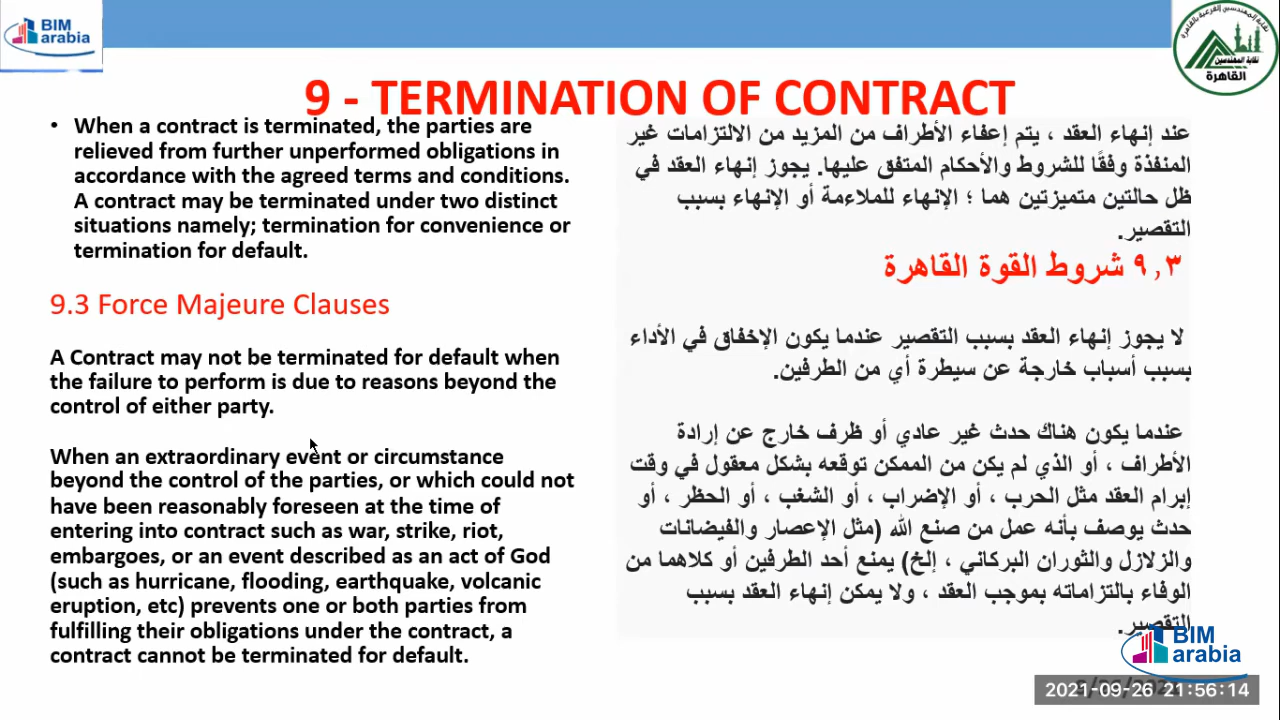 BIM
arabia
نقابة المهندسين الفرعية بالقاهرة
نقابة المهندسين
القاهرة
9 - TERMINATION OF CONTRACT
• When a contract is terminated, the parties are
relieved from further unperformed obligations in
accordance with the agreed terms and conditions.
A contract may be terminated under two distinct
situations namely; termination for convenience or
termination for default.
9.3 Force Majeure Clauses
A Contract may not be terminated for default when
the failure to perform is due to reasons beyond the
control of either party.
When an extraordinary event or circumstance
beyond the control of the parties, or which could not
have been reasonably foreseen at the time of
entering into contract such as war, strike, riot,
embargoes, or an event described as an act of God
(such as hurricane, flooding, earthquake, volcanic
eruption, etc) prevents one or both parties from
fulfilling their obligations under the contract, a
contract cannot be terminated for default.
عند إنهاء العقد ، يتم إعفاء الأطراف من المزيد من الالتزامات غير
المنفذة وفقًا للشروط والأحكام المتفق عليها. يجوز إنهاء العقد في
ظل حالتين متميزتين هما ؛ الإنهاء للملاءمة أو الإنهاء بسبب
التقصير.
٩,٣ شروط القوة القاهرة
لا يجوز إنهاء العقد بسبب التقصير عندما يكون الإخفاق في الأداء
بسبب أسباب خارجة عن سيطرة أي من الطرفين.
عندما يكون هناك حدث غير عادي أو ظرف خارج عن إرادة
الأطراف ، أو الذي لم يكن من الممكن توقعه بشكل معقول في وقت
إبرام العقد مثل الحرب ، أو الإضراب ، أو الشغب ، أو الحظر ، أو
حدث يوصف بأنه عمل من صنع الله (مثل الإعصار والفيضانات
والزلازل والثوران البركاني ، إلخ) يمنع أحد الطرفين أو كلاهما من
الوفاء بالتزاماته بموجب العقد ، ولا يمكن إنهاء العقد بسبب
التقصير.
BIM
arabia
2021-09-26 21:56:14